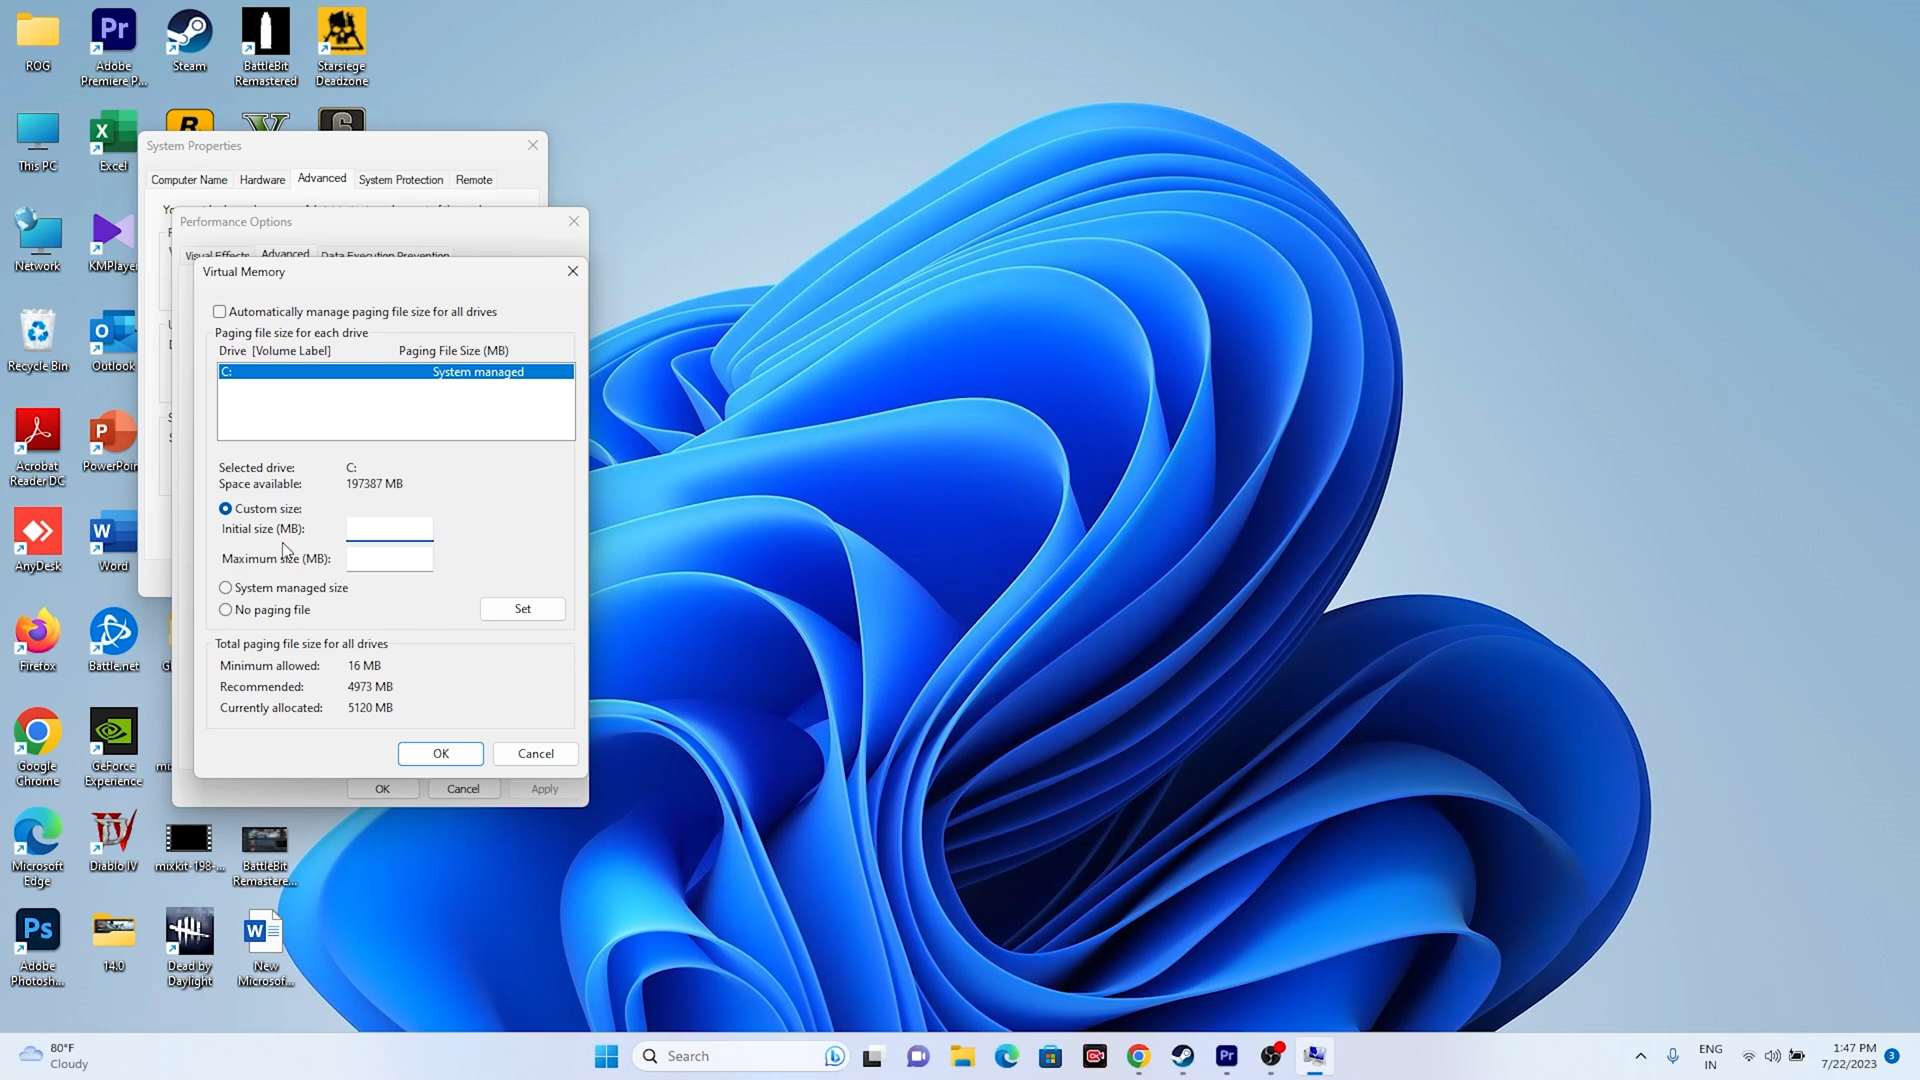 ROG
Adobe
Premiere P...
Steam
BattleBit
Remastered
Starsiege
Deadzone
This PC
Excel
Network
KMPlayer
Recycle Bin
Outlook
Acrobat
Reader DC
PowerPoin
AnyDesk
Word
Firefox
Battle.net
Google
Chrome
GeForce
Experience
Microsoft
Edge
Diablo IV
mixkit-198-...
BattleBit
Remastere...
Adobe
Photosh...
14.0
Dead by
Daylight
New
Microsof...
System Properties
Computer Name
Hardware
Advanced
System Protection
Remote
Performance Options
Visual Effects
Advanced
Data Execution Prevention
Virtual Memory
Automatically manage paging file size for all drives
Paging file size for each drive
Drive [Volume Label] Paging File Size (MB)
C: System managed
Selected drive: C:
Space available: 197387 MB
Custom size:
Initial size (MB):
Maximum size (MB):
System managed size
No paging file
Set
Total paging file size for all drives
Minimum allowed: 16 MB
Recommended: 4973 MB
Currently allocated: 5120 MB
OK Cancel
OK Cancel Apply
80°F
Cloudy
Search
ENG
IN
1:47 PM
7/22/2023
3